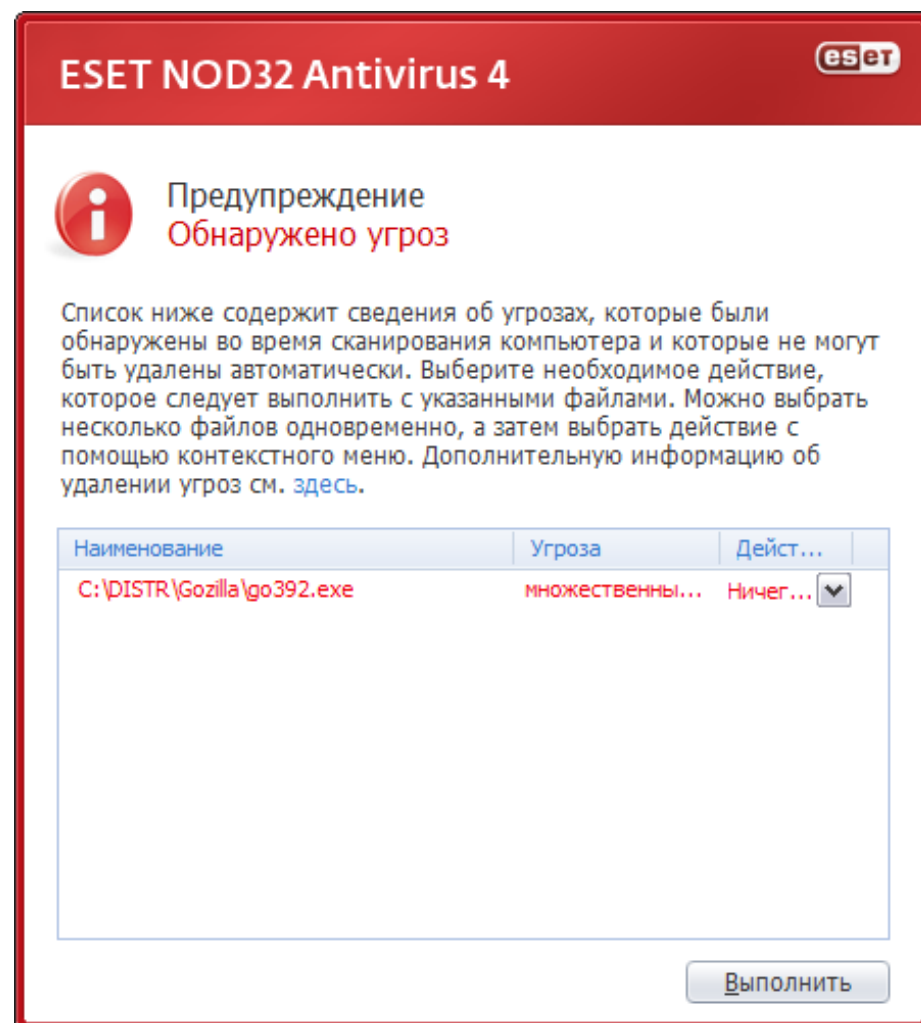 ESET NOD32 Antivirus 4
eset
Предупреждение
Обнаружено угроз
Список ниже содержит сведения об угрозах, которые были
обнаружены во время сканирования компьютера и которые не могут
быть удалены автоматически. Выберите необходимое действие,
которое следует выполнить с указанными файлами. Можно выбрать
несколько файлов одновременно, а затем выбрать действие с
помощью контекстного меню. Дополнительную информацию об
удалении угроз см. здесь.
Наименование Угроза Дейст...
C:\DISTR\Gozilla\go392.exe множественны... Ничег...
Выполнить